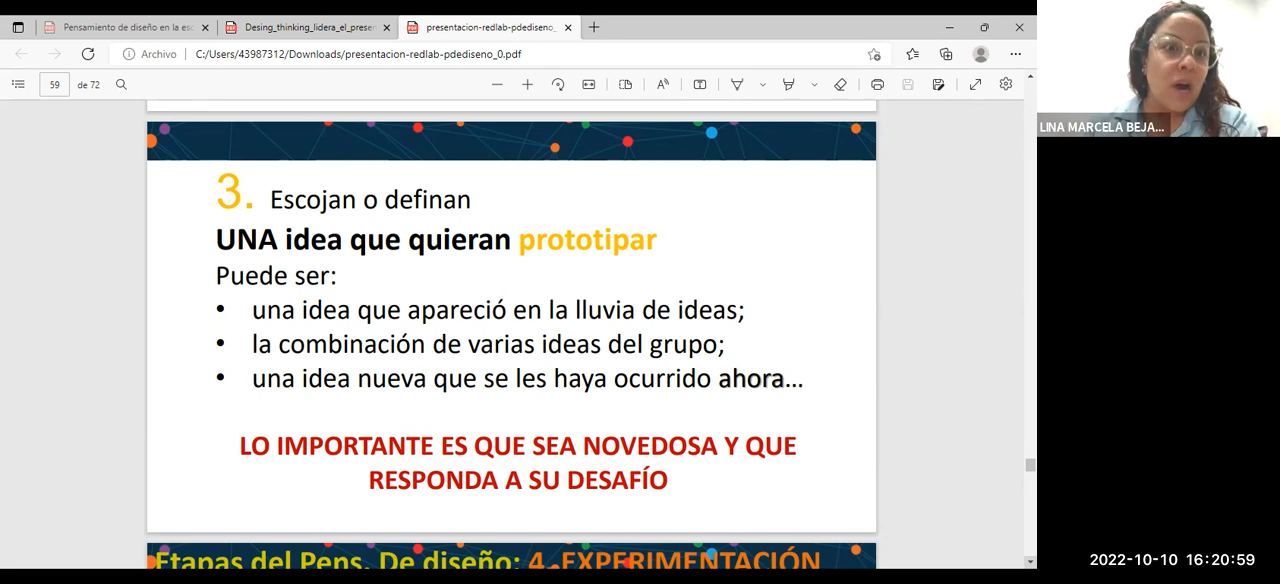 Pensamiento de diseño en la esc
Desing_thinking_lidera_el_presen
presentacion-redlab-pdediseno_
Archivo
C:/Users/43987312/Downloads/presentacion-redlab-pdediseno_0.pdf
59 de 72
LINA MARCELA BEJA...
3. Escojan o definan
UNA idea que quieran prototipar
Puede ser:
• una idea que apareció en la lluvia de ideas;
• la combinación de varias ideas del grupo;
• una idea nueva que se les haya ocurrido ahora...
LO IMPORTANTE ES QUE SEA NOVEDOSA Y QUE
RESPONDA A SU DESAFÍO
Etapas del Pens. De diseño: 4. EXPERIMENTACIÓN
2022-10-10 16:20:59